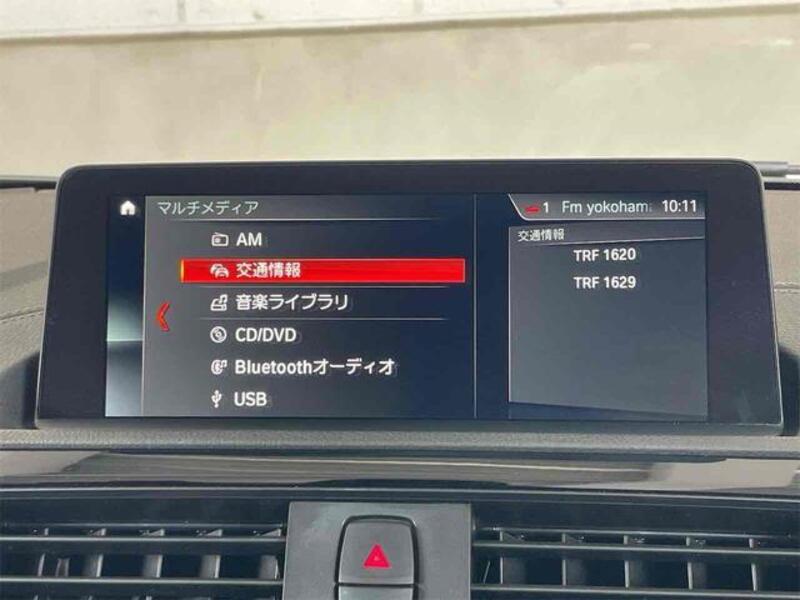 マルチメディア
1 Fm yokohama 10:11
AM
交通情報
音楽ライブラリ
CD/DVD
Bluetoothオーディオ
USB
交通情報
TRF 1620
TRF 1629